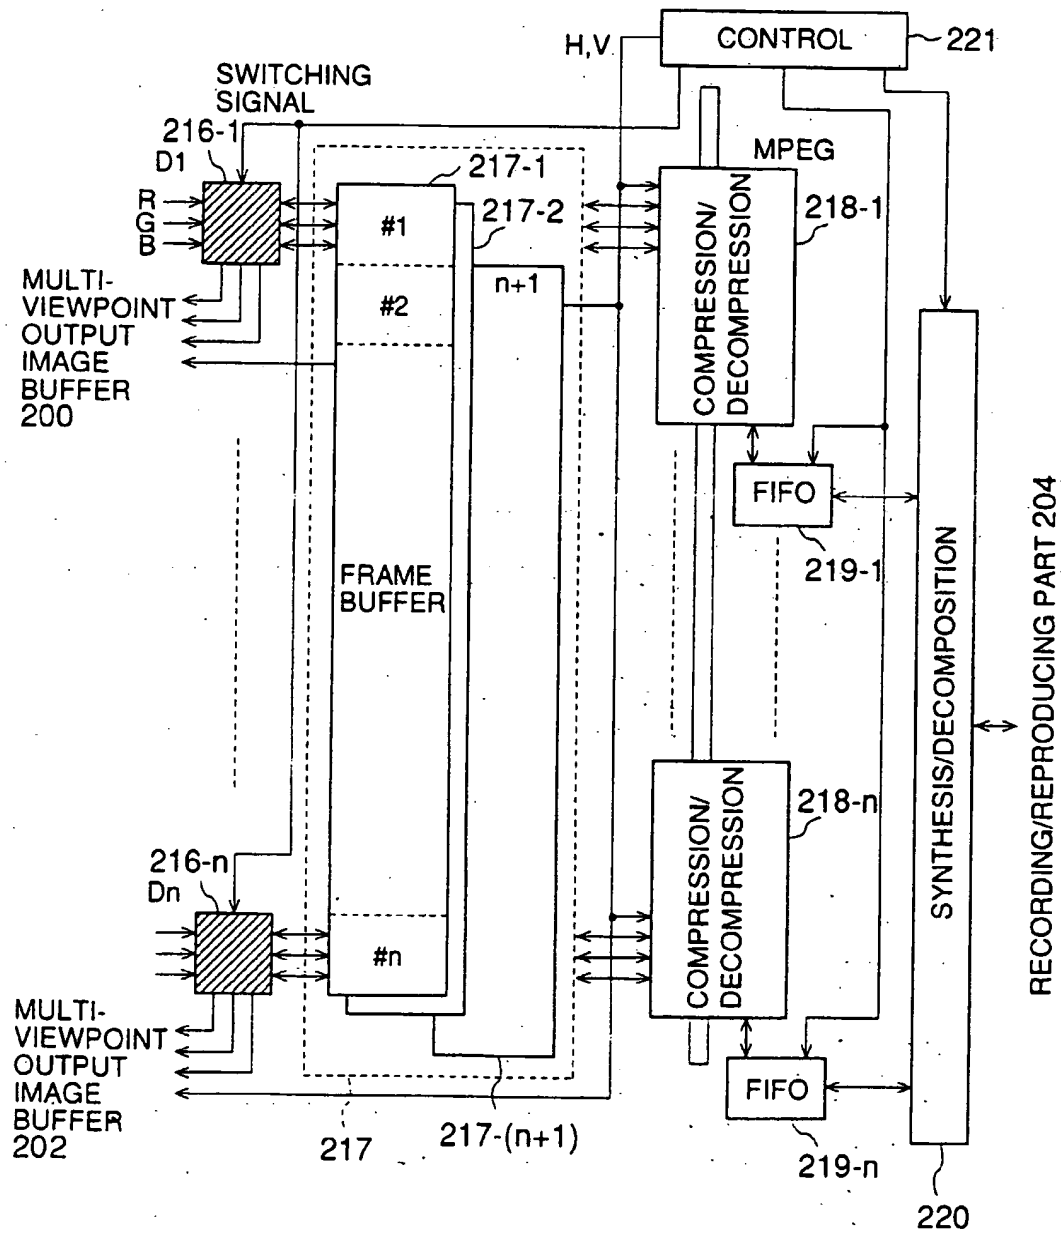 CONTROL
221
H,V
SWITCHING
SIGNAL
216-1
D1
R
G
B
MULTI-
VIEWPOINT
OUTPUT
IMAGE
BUFFER
200
217-1
217-2
#1
#2
n+1
FRAME
BUFFER
#n
MPEG
COMPRESSION/
DECOMPRESSION
218-1
FIFO
219-1
SYNTHESIS/DECOMPOSITION
RECORDING/REPRODUCING PART 204
216-n
Dn
MULTI-
VIEWPOINT
OUTPUT
IMAGE
BUFFER
202
217
217-(n+1)
COMPRESSION/
DECOMPRESSION
218-n
FIFO
219-n
220